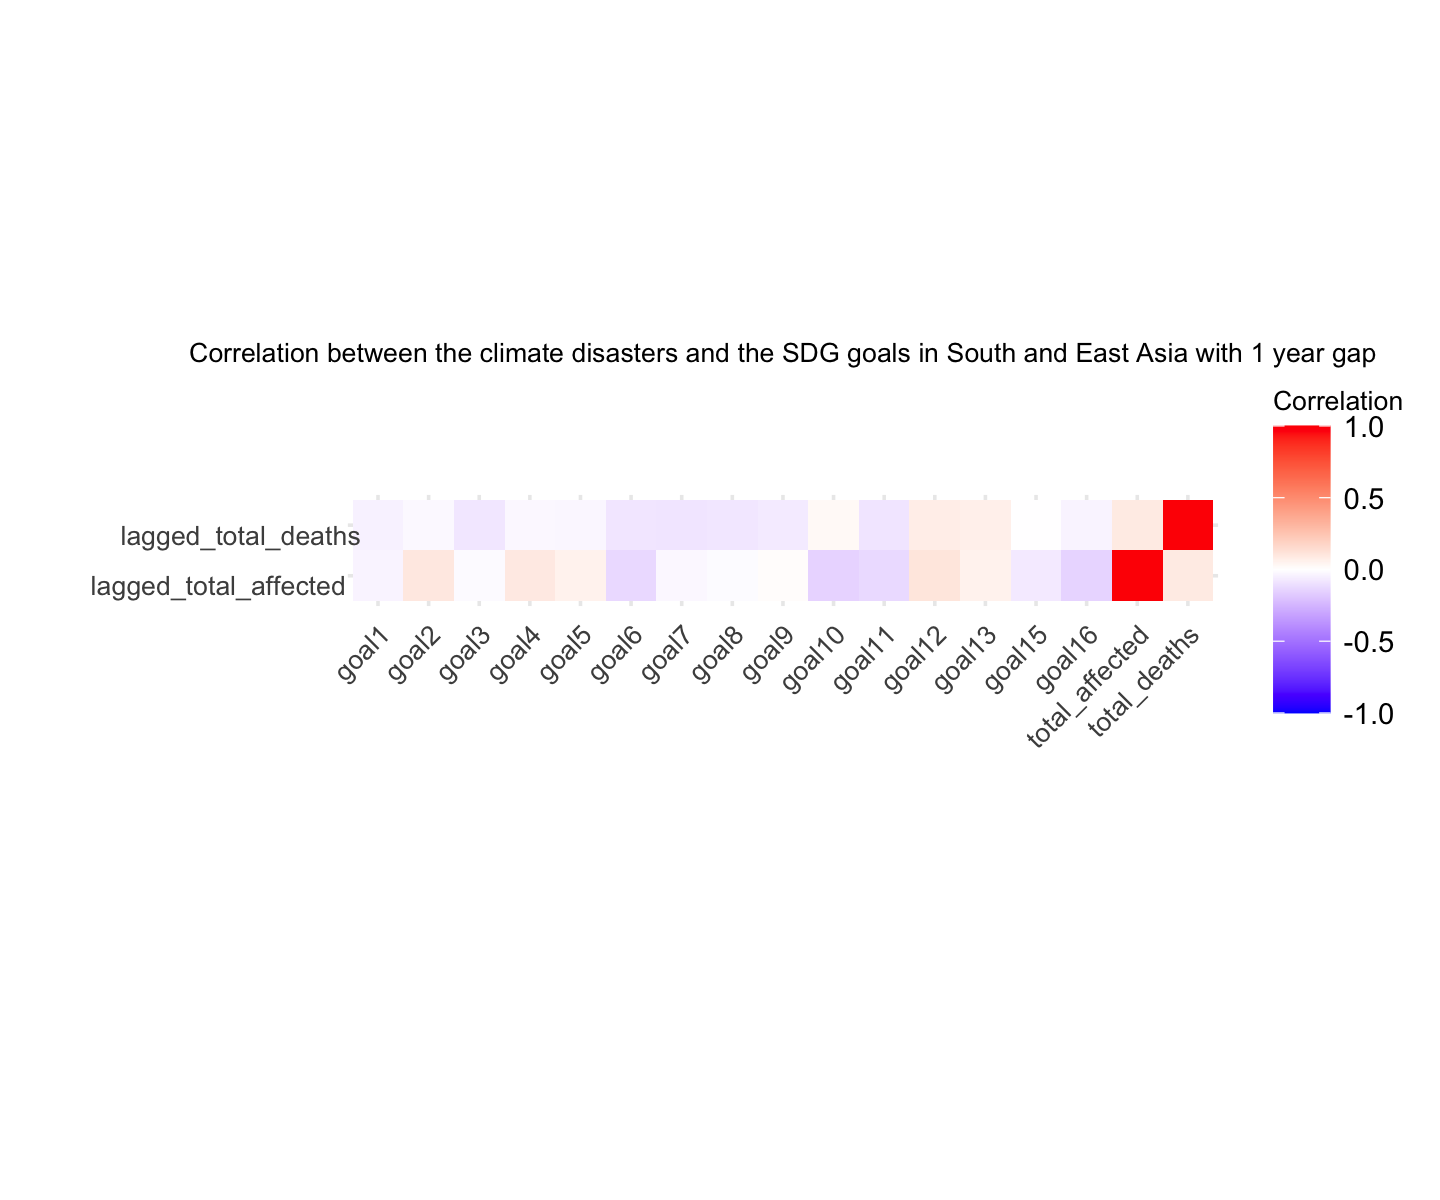 Correlation between the climate disasters and the SDG goals in South and East Asia with 1 year gap
Correlation
1.0
0.5
0.0
-0.5
-1.0
lagged_total_deaths
lagged_total_affected
goal1
goal2
goal3
goal4
goal5
goal6
goal7
goal8
goal9
goal10
goal11
goal12
goal13
goal15
goal16
total_affected
total_deaths